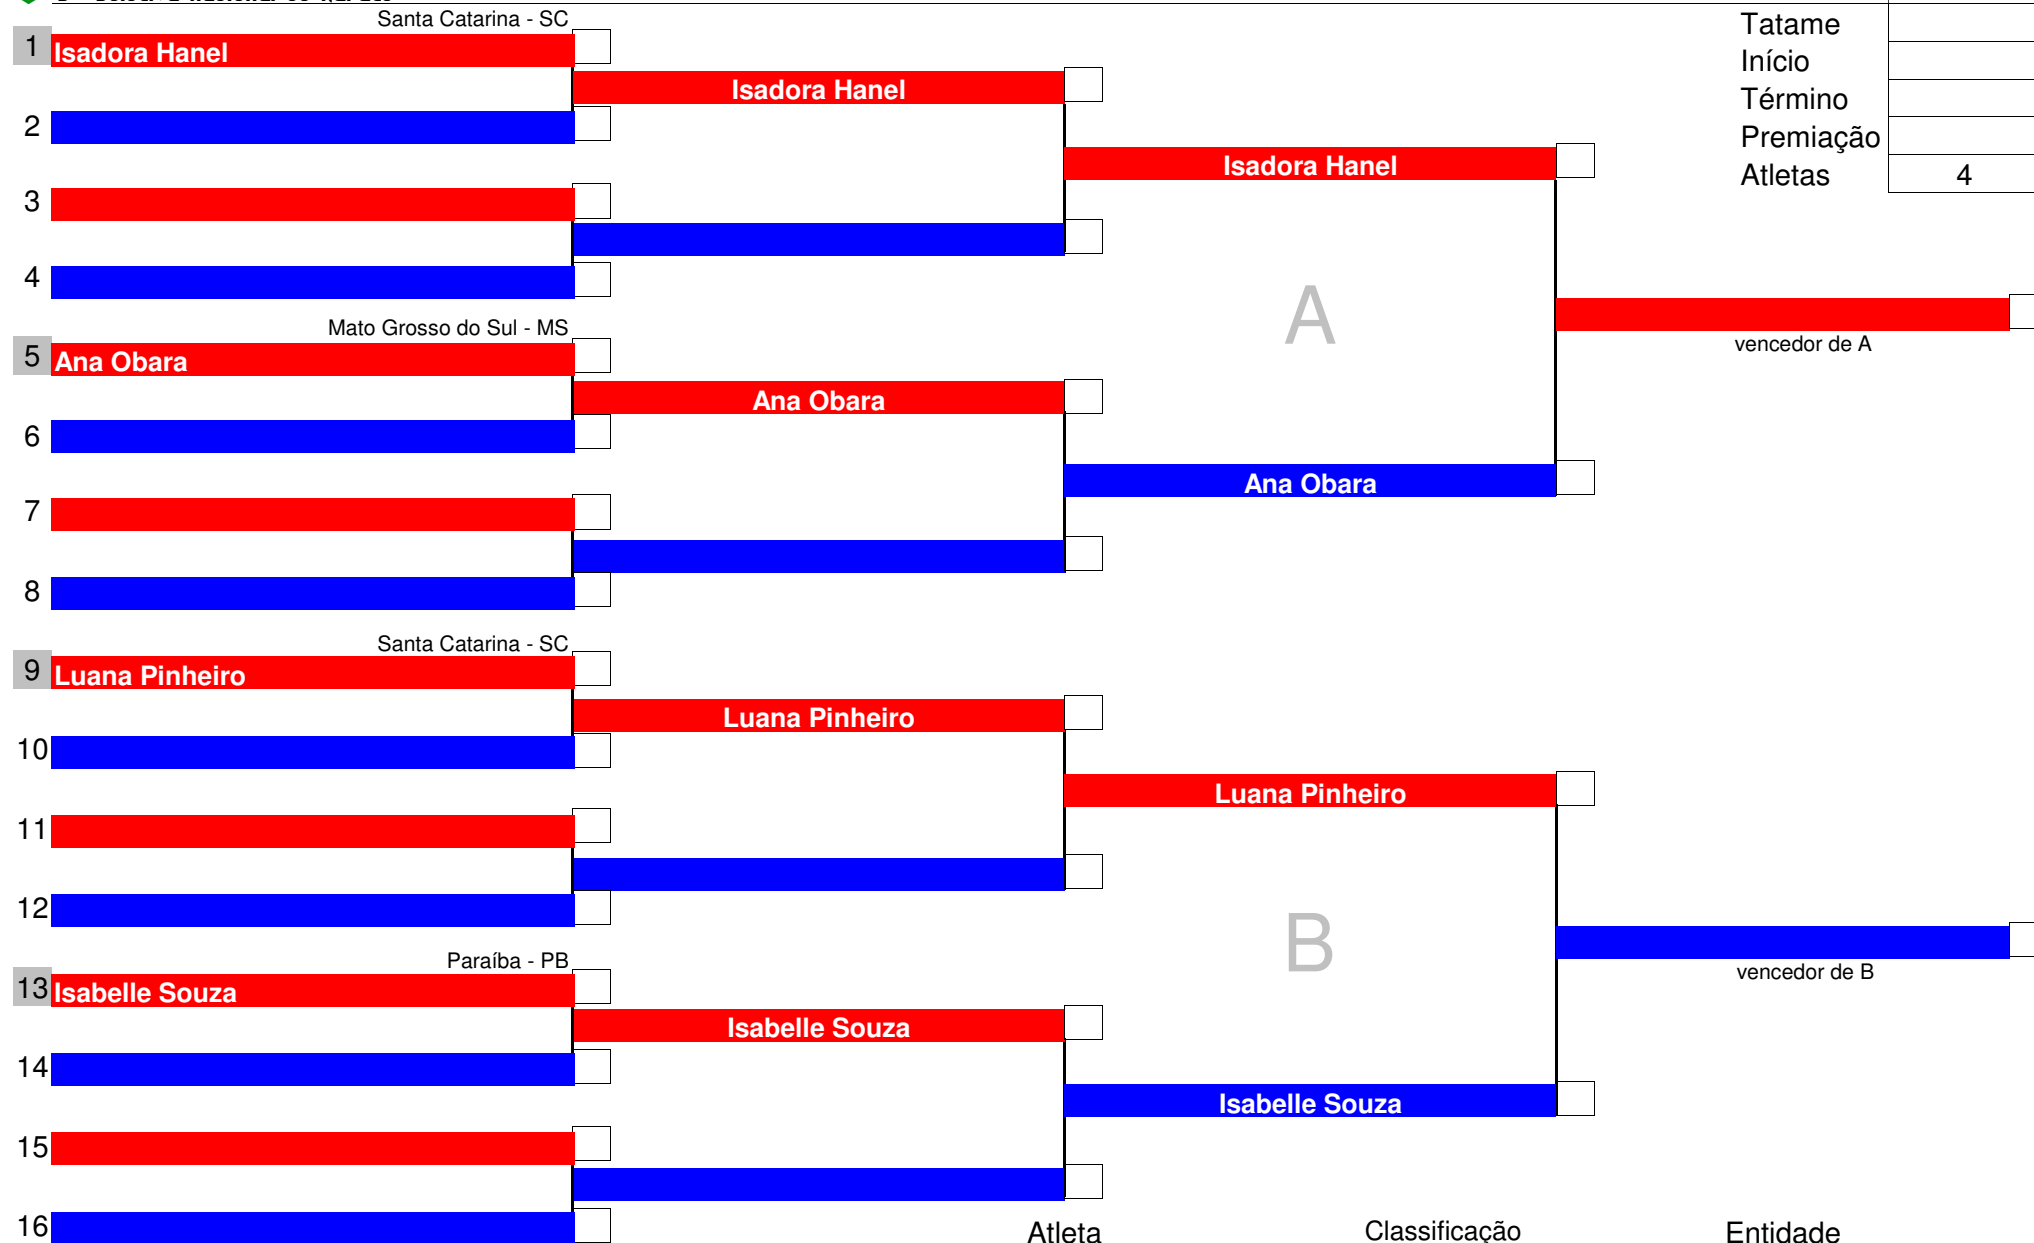 Santa Catarina - SC
Tatame
1 Isadora Hanel
Início
Isadora Hanel
Término
2
Premiação
Isadora Hanel
Atletas 4
3
4
A
Mato Grosso do Sul - MS
vencedor de A
5 Ana Obara
Ana Obara
6
Ana Obara
7
8
Santa Catarina - SC
9 Luana Pinheiro
Luana Pinheiro
10
Luana Pinheiro
11
12
B
Paraíba - PB
vencedor de B
13 Isabelle Souza
Isabelle Souza
14
Isabelle Souza
15
16
Atleta Classificação Entidade